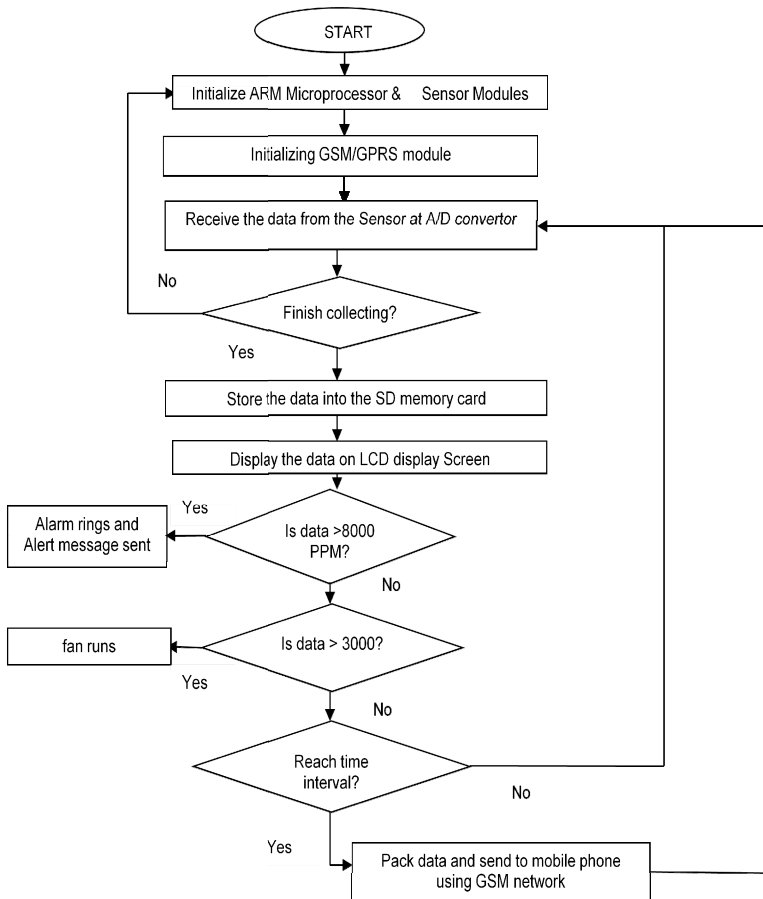 START
Initialize ARM Microprocessor & Sensor Modules
Initializing GSM/GPRS module
Receive the data from the Sensor at A/D convertor
No
Finish collecting?
Yes
Store the data into the SD memory card
Display the data on LCD display Screen
Yes
Alarm rings and
Alert message sent
Is data >8000
PPM?
No
Is data > 3000?
fan runs
Yes
No
Reach time
interval?
No
Yes
Pack data and send to mobile phone
using GSM network